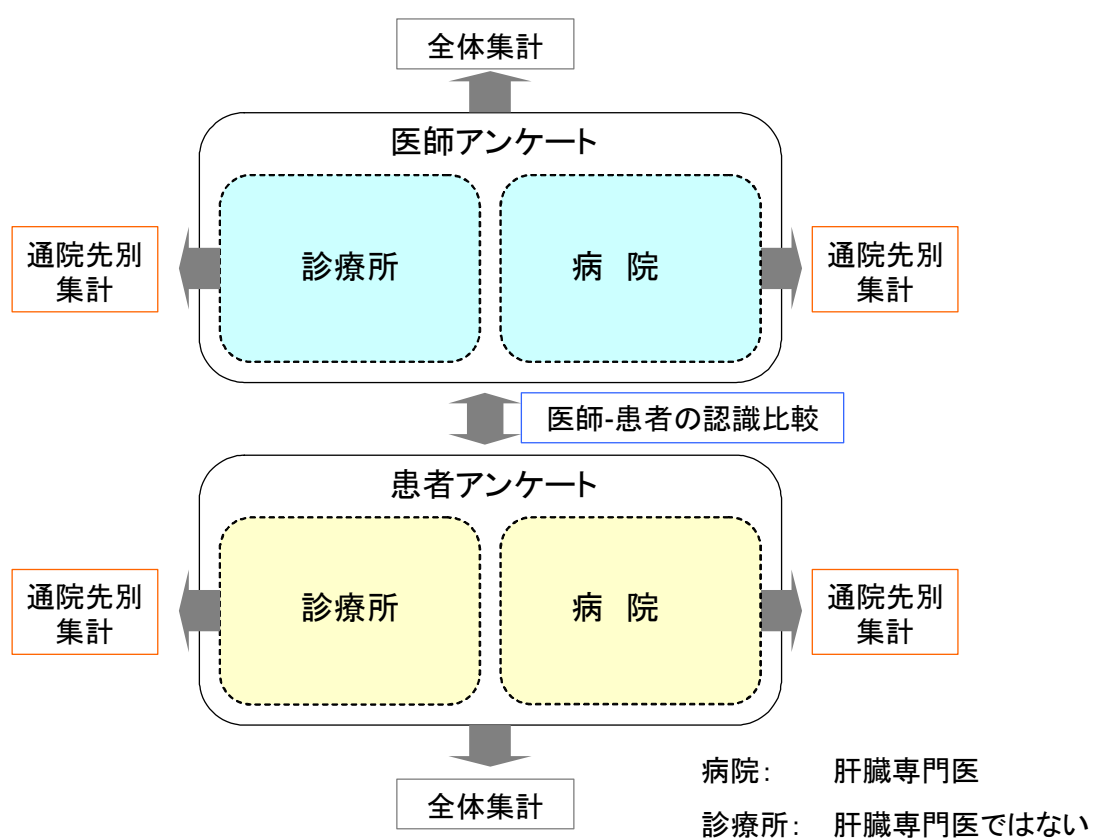 全体集計
医師アンケート
通院先別
集計
診療所
病 院
通院先別
集計
医師-患者の認識比較
患者アンケート
通院先別
集計
診療所
病 院
通院先別
集計
全体集計
病院： 肝臓専門医
診療所： 肝臓専門医ではない